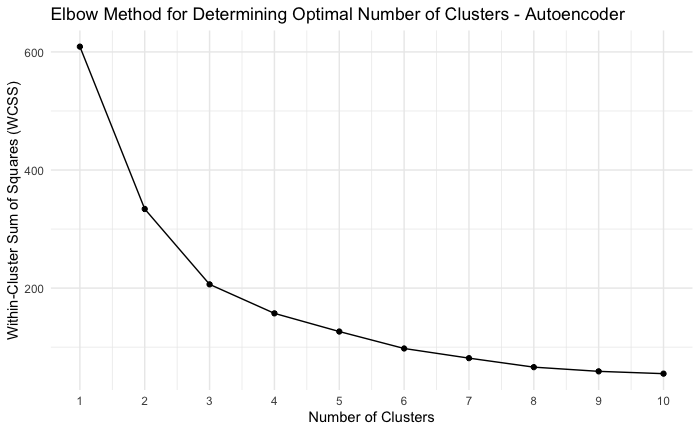 Elbow Method for Determining Optimal Number of Clusters - Autoencoder
Within-Cluster Sum of Squares (WCSS)
600
400
200
1 2 3 4 5 6 7 8 9 10
Number of Clusters